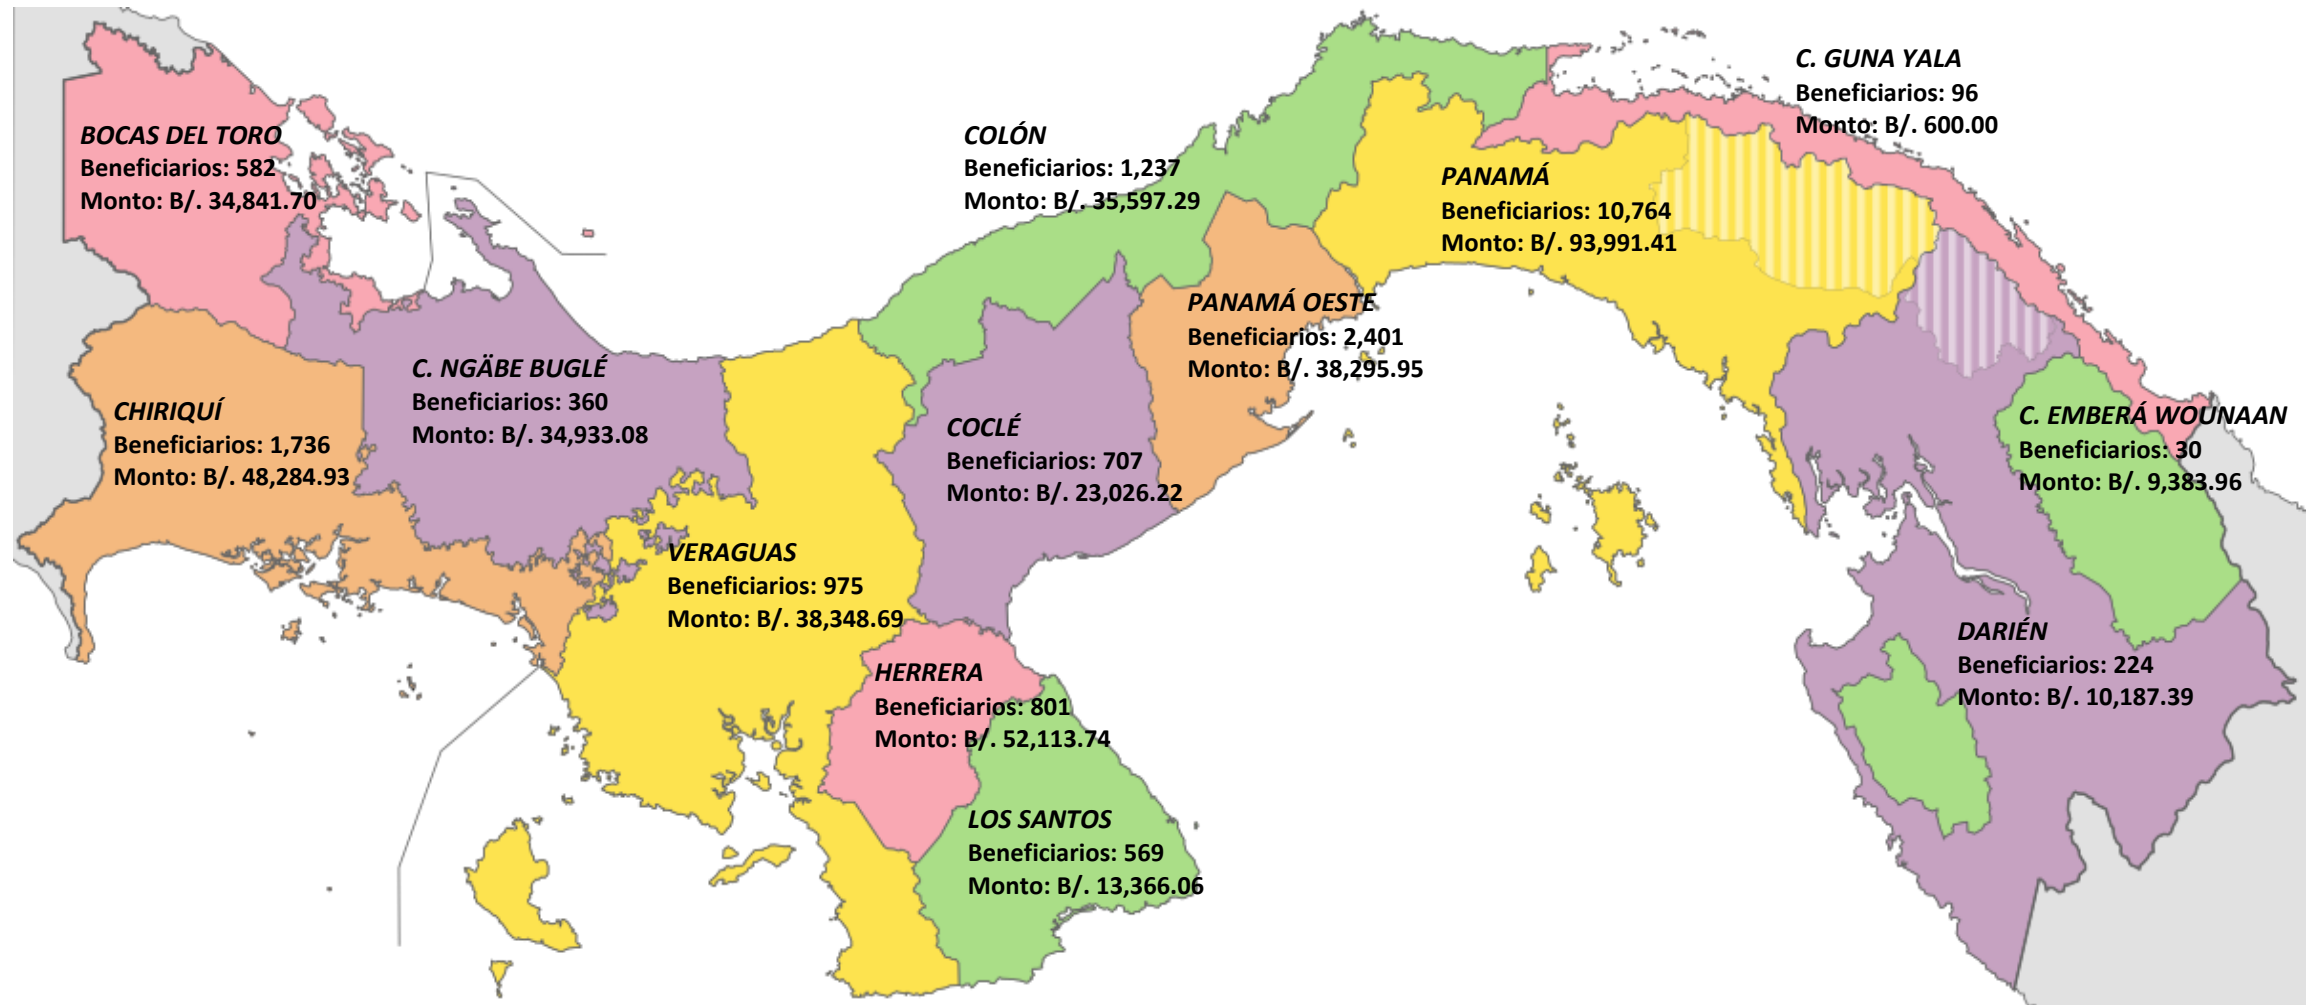 BOCAS DEL TORO
Beneficiarios: 582
Monto: B/. 34,841.70
CHIRIQUÍ
Beneficiarios: 1,736
Monto: B/. 48,284.93
C. NGÄBE BUGLÉ
Beneficiarios: 360
Monto: B/. 34,933.08
VERAGUAS
Beneficiarios: 975
Monto: B/. 38,348.69
HERRERA
Beneficiarios: 801
Monto: B/. 52,113.74
LOS SANTOS
Beneficiarios: 569
Monto: B/. 13,366.06
COCLÉ
Beneficiarios: 707
Monto: B/. 23,026.22
COLÓN
Beneficiarios: 1,237
Monto: B/. 35,597.29
PANAMÁ OESTE
Beneficiarios: 2,401
Monto: B/. 38,295.95
PANAMÁ
Beneficiarios: 10,764
Monto: B/. 93,991.41
C. GUNA YALA
Beneficiarios: 96
Monto: B/. 600.00
C. EMBERÁ WOUNAAN
Beneficiarios: 30
Monto: B/. 9,383.96
DARIÉN
Beneficiarios: 224
Monto: B/. 10,187.39